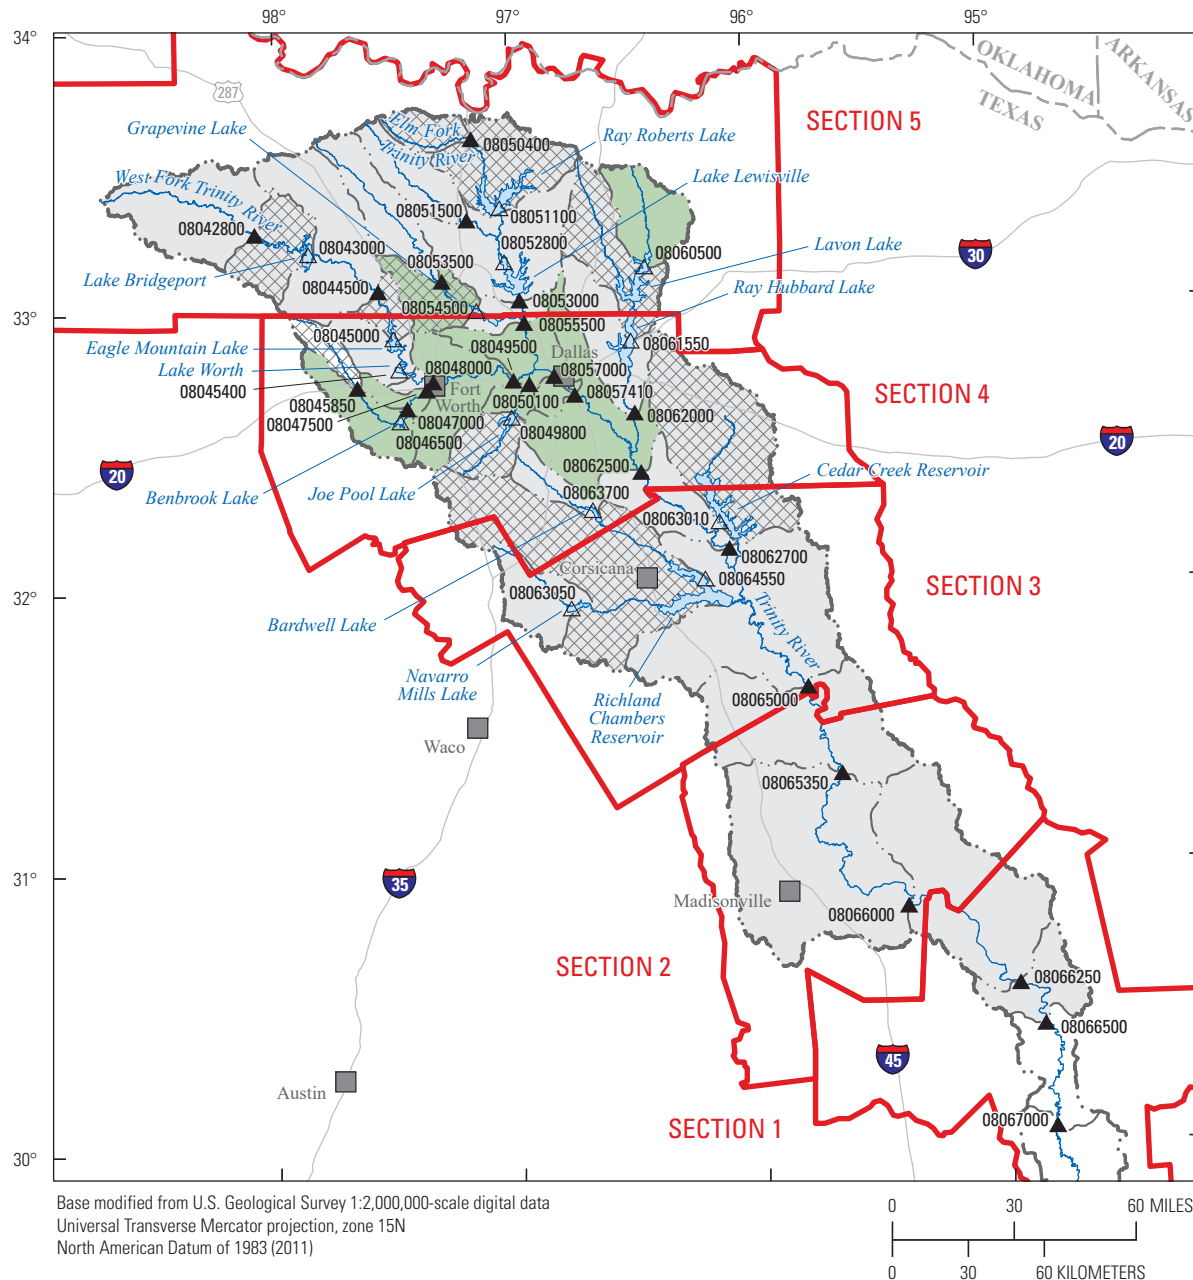 98°
97°
96°
95°
34°
OKLAHOMA
ARKANSAS
TEXAS
287
SECTION 5
Grapevine Lake
Elm Fork
Trinity River
08050400
Ray Roberts Lake
Lake Lewisville
West Fork Trinity River
08051500
08051100
08042800
08043000
08052800
Lavon Lake
30
Lake Bridgeport
08053500
08060500
08044500
Ray Hubbard Lake
08054500
08053000
33°
08055500
08045000
08061550
Eagle Mountain Lake
08049500
Dallas
Lake Worth
08048000
08057000
08045400
Fort
Worth
08057410
SECTION 4
08045850
08050100
08047500
08047000
08062000
08046500
08049800
20
20
08062500
Cedar Creek Reservoir
Benbrook Lake
Joe Pool Lake
08063700
08063010
08062700
Corsicana
08064550
SECTION 3
32°
08063050
Bardwell Lake
Trinity River
Navarro
Mills Lake
Richland
Chambers
Reservoir
08065000
Waco
08065350
31°
35
Madisonville
08066000
SECTION 2
08066250
08066500
45
Austin
SECTION 1
08067000
30°
Base modified from U.S. Geological Survey 1:2,000,000-scale digital data
Universal Transverse Mercator projection, zone 15N
North American Datum of 1983 (2011)
0 30 60 MILES
0 30 60 KILOMETERS